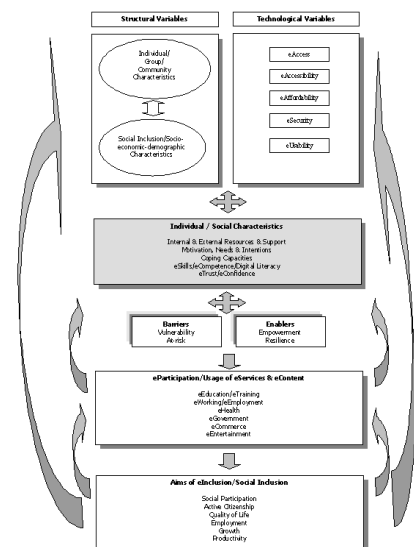 Structural Variables
Technological Variables
Individual/
Group/
Community
Characteristics
Social Inclusion/Socio-
economic-demographic
Characteristics
eAccess
eAccessibility
eAffordability
eSecurity
eUsability
Individual / Social Characteristics
Internal & External Resources & Support
Motivation, Needs & Intentions
Coping Capacities
eSkills/eCompetence/Digital Literacy
eTrust/eConfidence
Barriers
Vulnerability
At-risk
Enablers
Empowerment
Resilience
eParticipation/Usage of eServices & eContent
eEducation/eTraining
eWorking/eEmployment
eHealth
eGovernment
eCommerce
eEntertainment
Aims of eInclusion/Social Inclusion
Social Participation
Active Citizenship
Quality of Life
Employment
Growth
Productivity